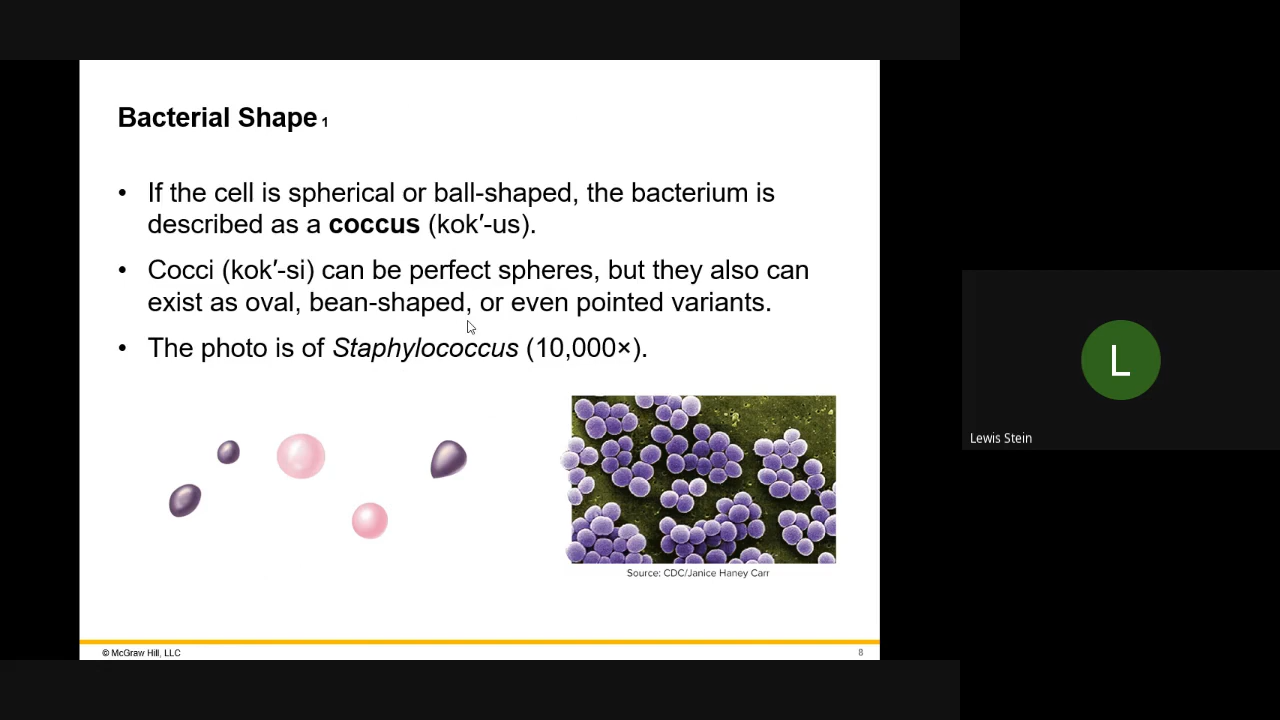 Bacterial Shape 1
• If the cell is spherical or ball-shaped, the bacterium is
described as a coccus (kok′-us).
• Cocci (kok′-si) can be perfect spheres, but they also can
exist as oval, bean-shaped, or even pointed variants.
• The photo is of Staphylococcus (10,000×).
Source: CDC/Janice Haney Carr
© McGraw Hill, LLC
8
L
Lewis Stein